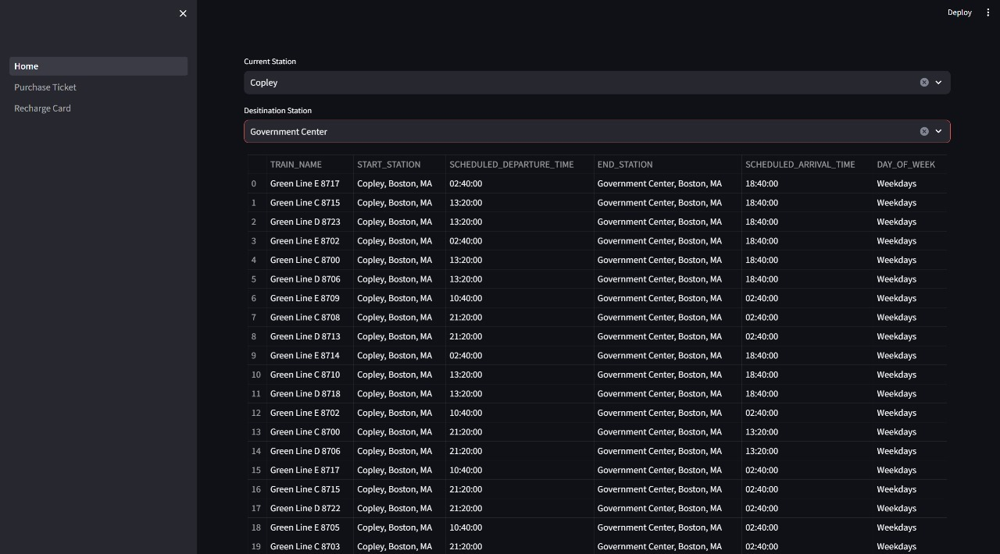 Deploy
Home
Purchase Ticket
Recharge Card
Current Station
Copley
Desitination Station
Government Center
TRAIN_NAME START_STATION SCHEDULED_DEPARTURE_TIME END_STATION SCHEDULED_ARRIVAL_TIME DAY_OF_WEEK
0 Green Line E 8717 Copley, Boston, MA 02:40:00 Government Center, Boston, MA 18:40:00 Weekdays
1 Green Line C 8715 Copley, Boston, MA 13:20:00 Government Center, Boston, MA 18:40:00 Weekdays
2 Green Line D 8723 Copley, Boston, MA 13:20:00 Government Center, Boston, MA 18:40:00 Weekdays
3 Green Line E 8702 Copley, Boston, MA 02:40:00 Government Center, Boston, MA 18:40:00 Weekdays
4 Green Line C 8700 Copley, Boston, MA 13:20:00 Government Center, Boston, MA 18:40:00 Weekdays
5 Green Line D 8706 Copley, Boston, MA 13:20:00 Government Center, Boston, MA 18:40:00 Weekdays
6 Green Line E 8709 Copley, Boston, MA 10:40:00 Government Center, Boston, MA 02:40:00 Weekdays
7 Green Line C 8708 Copley, Boston, MA 21:20:00 Government Center, Boston, MA 02:40:00 Weekdays
8 Green Line D 8713 Copley, Boston, MA 21:20:00 Government Center, Boston, MA 02:40:00 Weekdays
9 Green Line E 8714 Copley, Boston, MA 02:40:00 Government Center, Boston, MA 18:40:00 Weekdays
10 Green Line C 8710 Copley, Boston, MA 13:20:00 Government Center, Boston, MA 18:40:00 Weekdays
11 Green Line D 8718 Copley, Boston, MA 13:20:00 Government Center, Boston, MA 18:40:00 Weekdays
12 Green Line E 8702 Copley, Boston, MA 10:40:00 Government Center, Boston, MA 02:40:00 Weekdays
13 Green Line C 8700 Copley, Boston, MA 21:20:00 Government Center, Boston, MA 13:20:00 Weekdays
14 Green Line D 8706 Copley, Boston, MA 21:20:00 Government Center, Boston, MA 13:20:00 Weekdays
15 Green Line E 8717 Copley, Boston, MA 10:40:00 Government Center, Boston, MA 02:40:00 Weekdays
16 Green Line C 8715 Copley, Boston, MA 21:20:00 Government Center, Boston, MA 02:40:00 Weekdays
17 Green Line D 8722 Copley, Boston, MA 21:20:00 Government Center, Boston, MA 02:40:00 Weekdays
18 Green Line E 8705 Copley, Boston, MA 10:40:00 Government Center, Boston, MA 02:40:00 Weekdays
19 Green Line C 8703 Copley, Boston, MA 21:20:00 Government Center, Boston, MA 02:40:00 Weekdays